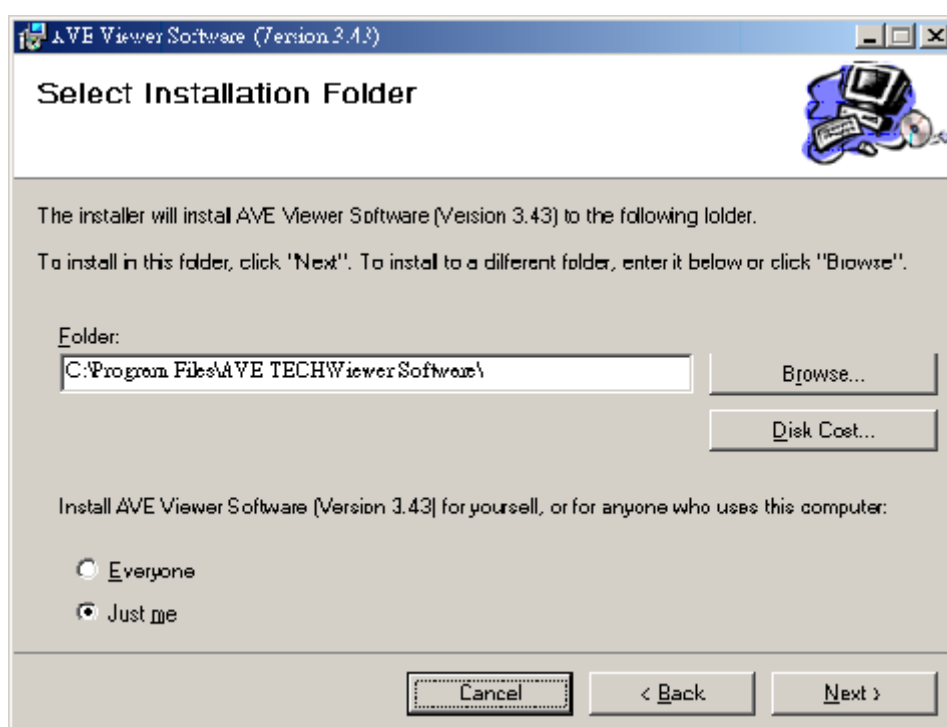 AVE Viewer Software (Version 3.43)
Select Installation Folder
The installer will install AVE Viewer Software (Version 3.43) to the following folder.
To install in this folder, click "Next". To install to a different folder, enter it below or click "Browse".
Folder:
C:\Program Files\AVE TECH\Viewer Software\
Browse...
Disk Cost...
Install AVE Viewer Software (Version 3.43) for yourself, or for anyone who uses this computer:
Everyone
Just me
Cancel
< Back
Next >